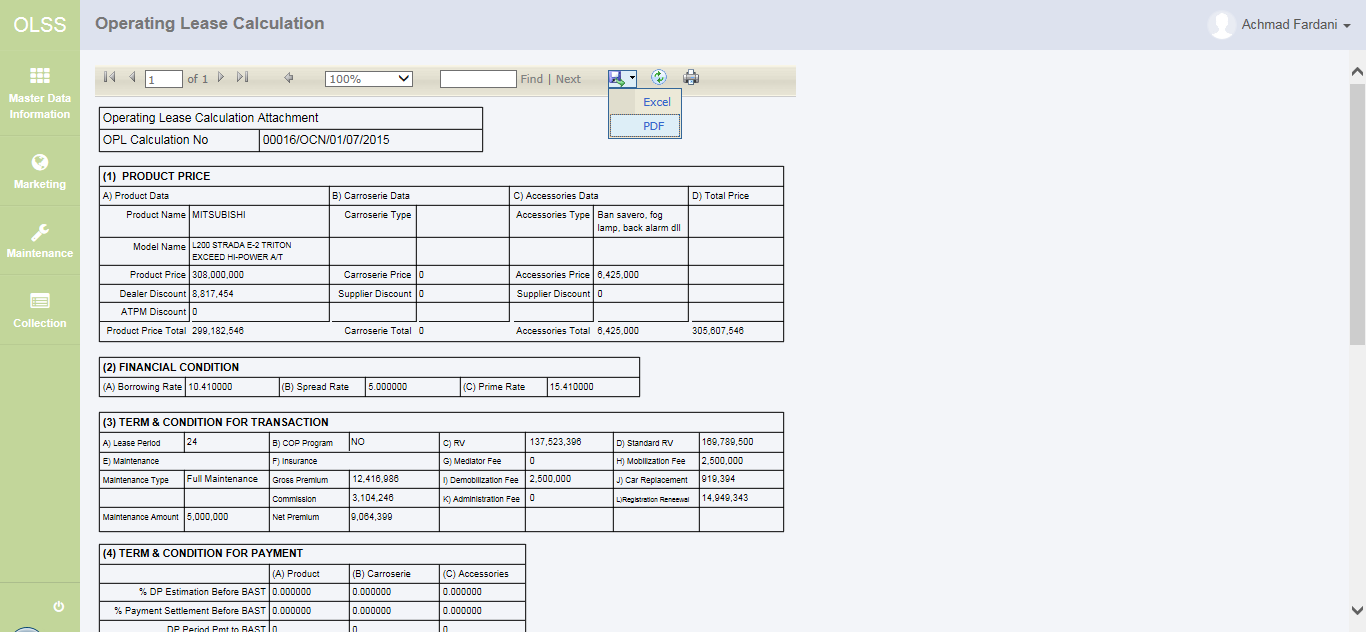 OLSS
Operating Lease Calculation
Achmad Fardani
Master Data
Information
Marketing
Maintenance
Collection
1 of 1 100% Find | Next
Excel
PDF
Operating Lease Calculation Attachment
OPL Calculation No 00016/OCN/01/07/2015
(1) PRODUCT PRICE
A) Product Data B) Carroserie Data C) Accessories Data D) Total Price
Product Name MITSUBISHI Carroserie Type Accessories Type Ban savero, fog
lamp, back alarm dll
Model Name L200 STRADA E-2 TRITON
EXCEED HI-POWER A/T
Product Price 308,000,000 Carroserie Price 0 Accessories Price 6,425,000
Dealer Discount 8,817,454 Supplier Discount 0 Supplier Discount 0
ATPM Discount 0
Product Price Total 299,182,546 Carroserie Total 0 Accessories Total 6,425,000 305,607,546
(2) FINANCIAL CONDITION
(A) Borrowing Rate 10.410000 (B) Spread Rate 5.000000 (C) Prime Rate 15.410000
(3) TERM & CONDITION FOR TRANSACTION
A) Lease Period 24 B) COP Program NO C) RV 137,523,396 D) Standard RV 169,789,500
E) Maintenance F) Insurance G) Mediator Fee 0 H) Mobilization Fee 2,500,000
Maintenance Type Full Maintenance Gross Premium 12,416,986 I) Demobilization Fee 2,500,000 J) Car Replacement 919,394
Commission 3,104,246 K) Administration Fee 0 L)Registration Reneewal 14,949,343
Maintenance Amount 5,000,000 Net Premium 9,064,399
(4) TERM & CONDITION FOR PAYMENT
(A) Product (B) Carroserie (C) Accessories
% DP Estimation Before BAST 0.000000 0.000000 0.000000
% Payment Settlement Before BAST 0.000000 0.000000 0.000000
DP Period Pmt to BAST 0 0 0